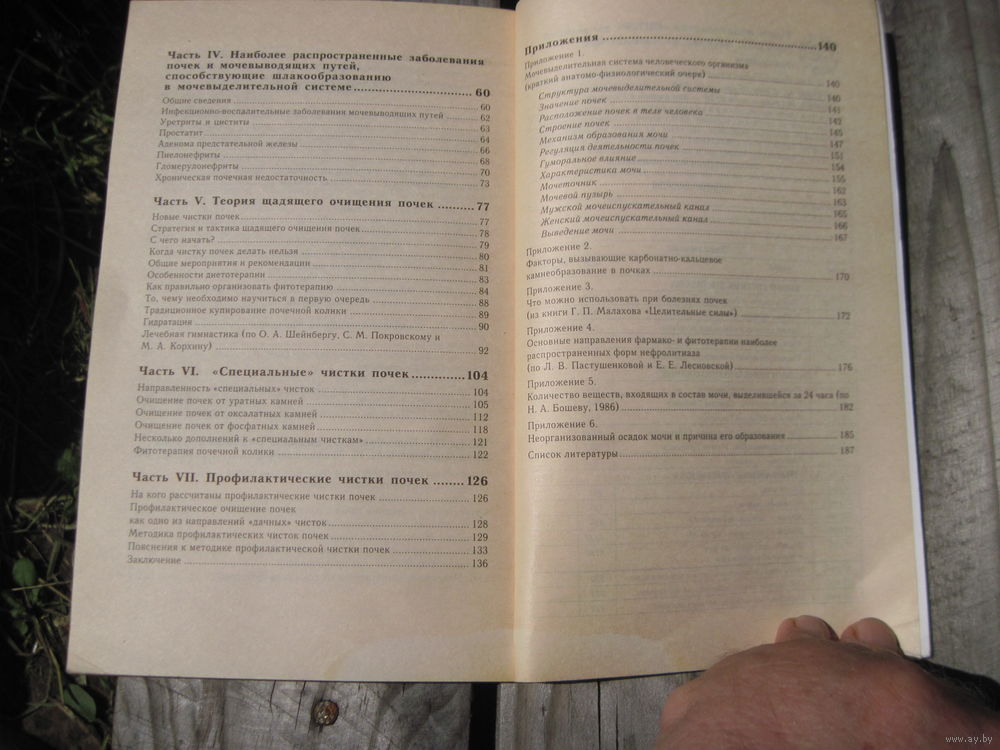 Часть IV. Наиболее распространенные заболевания
почек и мочевыводящих путей,
способствующие шлакообразованию
в мочевыделительной системе 60
Общие сведения 60
Инфекционно-воспалительные заболевания мочевыводящих путей 62
Уретриты и циститы 63
Простатит 64
Аденома предстательной железы 66
Пиелонефриты 68
Гломерулонефриты 70
Хроническая почечная недостаточность 73
Часть V. Теория щадящего очищения почек 77
Новые чистки почек 77
Стратегия и тактика щадящего очищения почек 78
С чего начать? 79
Когда чистку почек делать нельзя 80
Общие мероприятия и рекомендации 81
Особенности диетотерапии 83
Как правильно организовать фитотерапию 84
То, чему необходимо научиться в первую очередь 88
Традиционное купирование почечной колики 89
Гидратация 90
Лечебная гимнастика (по О. А. Шейнбергу, С. М. Покровскому и
М. А. Корхину) 92
Часть VI. «Специальные» чистки почек 104
Направленность «специальных» чисток 104
Очищение от уратных камней 105
Очищение почек от оксалатных камней 112
Очищение почек от фосфатных камней 118
Несколько дополнений к «специальным чисткам» 121
Фитотерапия почечной колики 122
Часть VII. Профилактические чистки почек 126
На кого рассчитаны профилактические чистки почек 126
Профилактическое очищение почек
как одно из направлений «дачных» чисток 128
Методика профилактических чисток почек 129
Пояснения к методике профилактической чистки почек 133
Заключение 136
Приложения 140
Приложение 1.
Мочевыделительная система человеческого организма
(краткий анатомо-физиологический очерк) 140
Структура мочевыделительной системы 140
Значение почек 141
Расположение почек в теле человека 142
Строение почек 145
Механизм образования мочи 147
Регуляция деятельности почек 151
Гуморальное влияние 154
Характеристика мочи 155
Мочеточник 162
Мочевой пузырь 163
Мужской мочеиспускательный канал 165
Женский мочеиспускательный канал 166
Выведение мочи 167
Приложение 2.
Факторы, вызывающие карбонатно-кальцевое
камнеобразование в почках 170
Приложение 3.
Что можно использовать при болезнях почек
(из книги Г. П. Малахова «Целительные силы») 172
Приложение 4.
Основные направления фармако- и фитотерапии наиболее
распространенных форм нефролитиаза
(по Л. В. Пастушенковой и Е. Е. Лесновской) 176
Приложение 5.
Количество веществ, входящих в состав мочи, выделившейся за 24 часа (по
Н. А. Бошеву, 1986) 182
Приложение 6.
Неорганизованный осадок мочи и причина его образования 185
Список литературы 187
www.ay.by